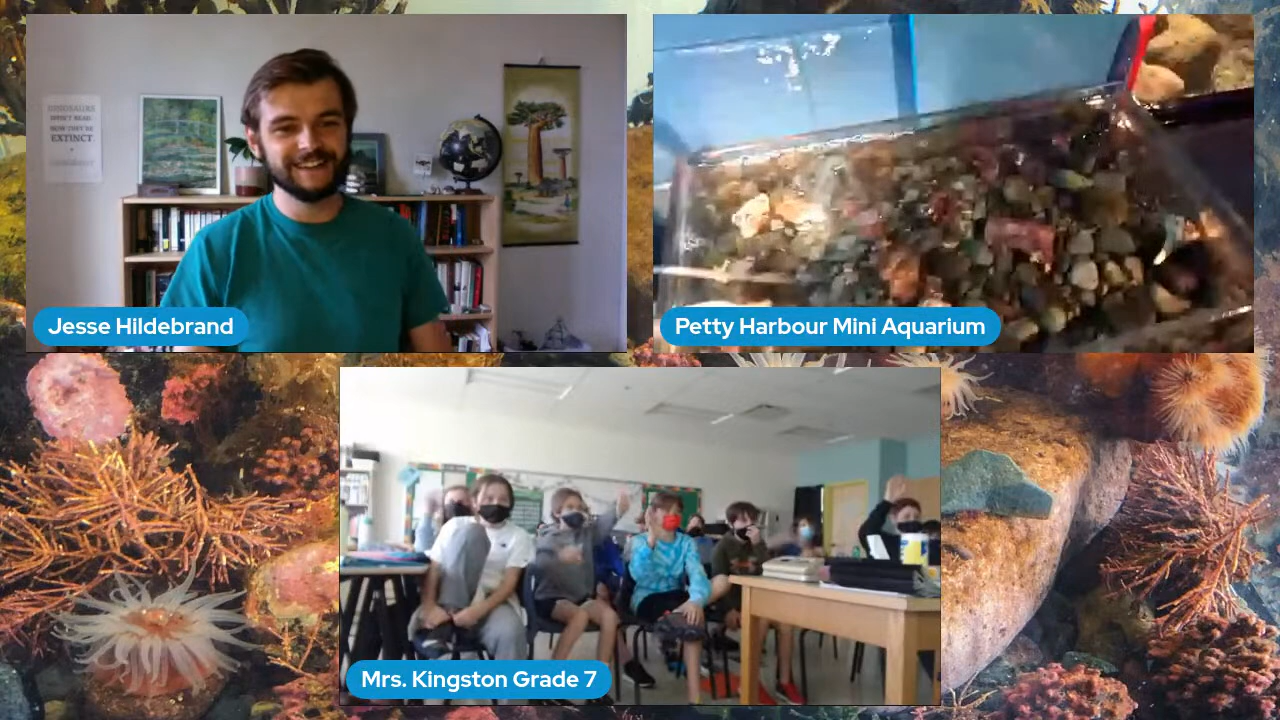 DINOSAURS
DIDN'T READ.
NOW THEY'RE
EXTINCT
Jesse Hildebrand
Petty Harbour Mini Aquarium
Mrs. Kingston Grade 7